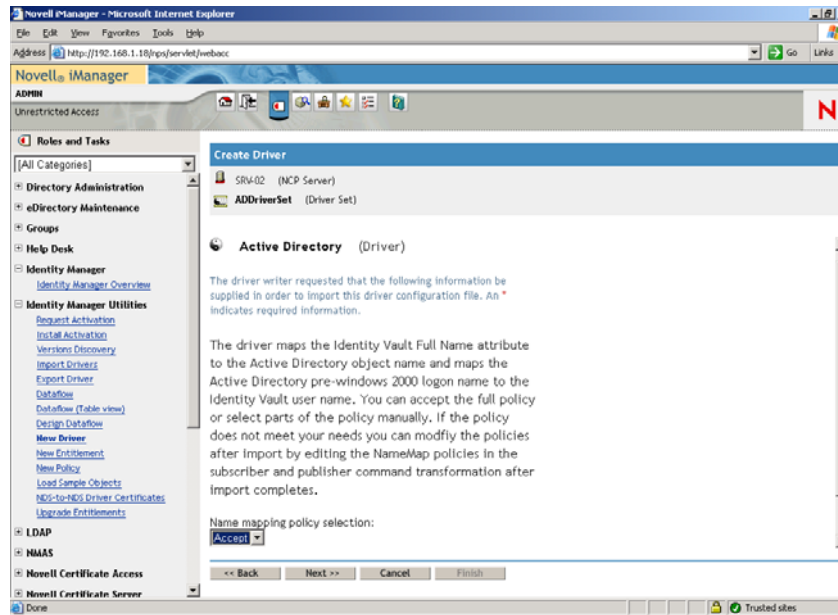 Novell iManager - Microsoft Internet Explorer
File Edit View Favorites Tools Help
Address http://192.168.1.18/nps/servlet/webacc Go Links
Novell® iManager
ADMIN
Unrestricted Access
N
Roles and Tasks
[All Categories]
Directory Administration
eDirectory Maintenance
Groups
Help Desk
Identity Manager
Identity Manager Overview
Identity Manager Utilities
Request Activation
Install Activation
Versions Discovery
Import Drivers
Export Driver
Dataflow
Dataflow (Table view)
Design Dataflow
New Driver
New Entitlement
New Policy
Load Sample Objects
NDS-to-NDS Driver Certificates
Upgrade Entitlements
LDAP
NMAS
Novell Certificate Access
Novell Certificate Server
Create Driver
SRV-02 (NCP Server)
ADDriverSet (Driver Set)
Active Directory (Driver)
The driver writer requested that the following information be
supplied in order to import this driver configuration file. An *
indicates required information.
The driver maps the Identity Vault Full Name attribute
to the Active Directory object name and maps the
Active Directory pre-windows 2000 logon name to the
Identity Vault user name. You can accept the full policy
or select parts of the policy manually. If the policy
does not meet your needs you can modfiy the policies
after import by editing the NameMap policies in the
subscriber and publisher command transformation after
import completes.
Name mapping policy selection:
Accept
<< Back Next >> Cancel Finish
Done Trusted sites